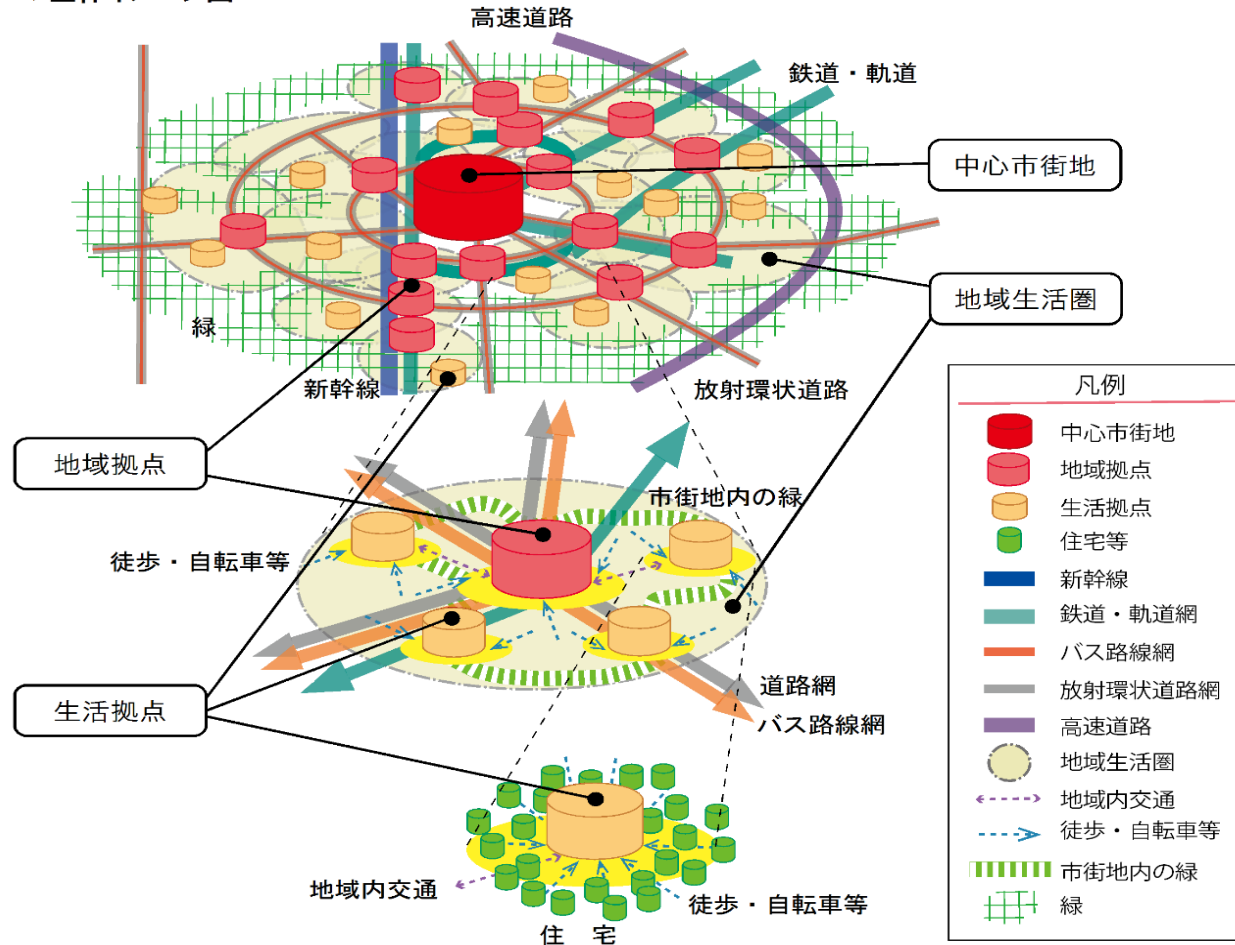 高速道路
鉄道・軌道
中心市街地
地域生活圏
緑
新幹線
放射環状道路
地域拠点
市街地内の緑
徒歩・自転車等
生活拠点
道路網
バス路線網
地域内交通
徒歩・自転車等
住 宅
凡例
中心市街地
地域拠点
生活拠点
住宅等
新幹線
鉄道・軌道網
バス路線網
放射環状道路網
高速道路
地域生活圏
地域内交通
徒歩・自転車等
市街地内の緑
緑